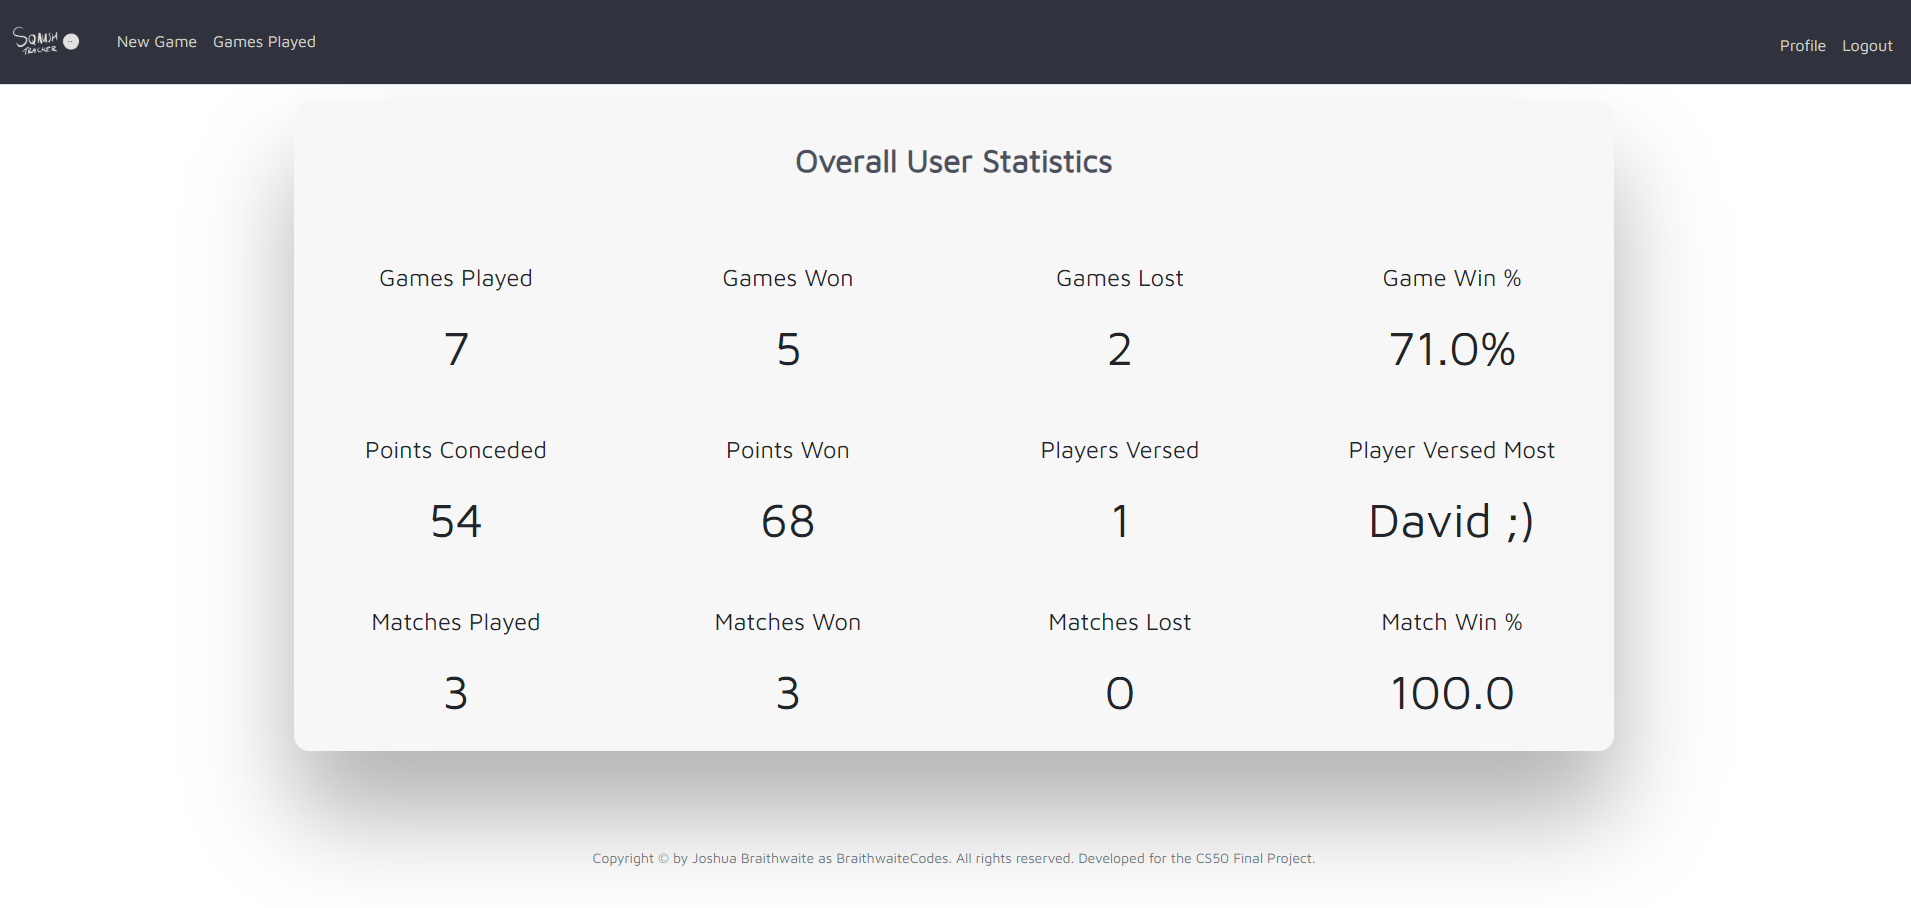 SQUASH TRACKER
New Game Games Played
Profile Logout
Overall User Statistics
Games Played Games Won Games Lost Game Win %
7 5 2 71.0%
Points Conceded Points Won Players Versed Player Versed Most
54 68 1 David ;)
Matches Played Matches Won Matches Lost Match Win %
3 3 0 100.0
Copyright © by Joshua Braithwaite as BraithwaiteCodes. All rights reserved. Developed for the CS50 Final Project.